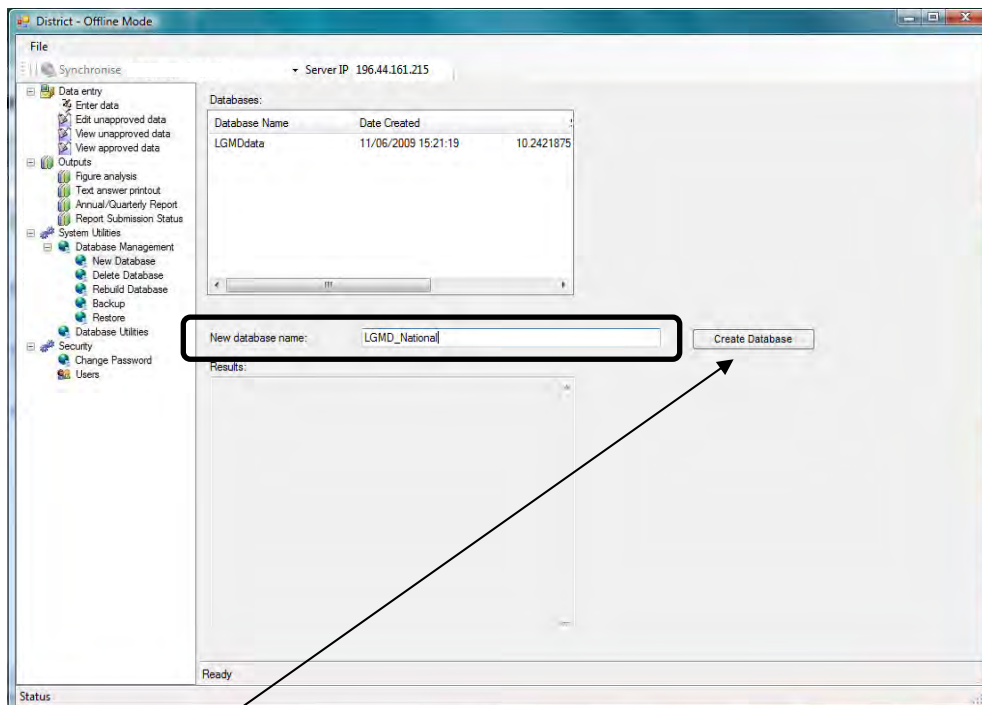 District - Offline Mode
File
Synchronise
Server IP 196.44.161.215
Data entry
Enter data
Edit unapproved data
View unapproved data
View approved data
Outputs
Figure analysis
Text answer printout
Annual/Quarterly Report
Report Submission Status
System Utilities
Database Management
New Database
Delete Database
Rebuild Database
Backup
Restore
Database Utilities
Security
Change Password
Users
Databases:
Database Name Date Created
LGMDdata 11/06/2009 15:21:19 10.2421875
New database name: LGMD_National
Create Database
Results:
Ready
Status